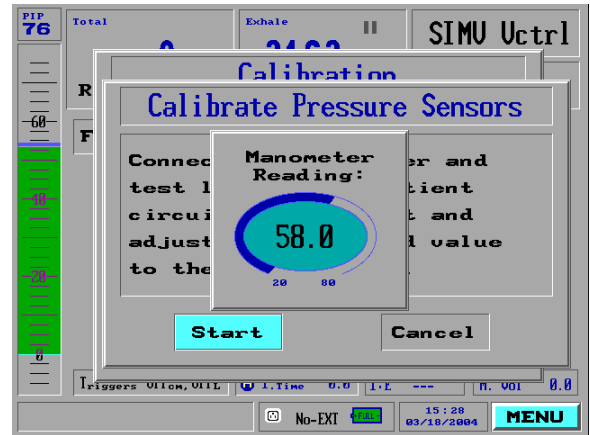 PIP
76
Total
Exhale
SIMV Vctrl
Calibration
Calibrate Pressure Sensors
R
60
F
Manometer
Reading:
58.0
20 80
Connec er and
test l tient
circui t and
adjust d value
to the
40
20
0
Start
Cancel
Triggers
I.Time 0.0
I:E ---
M. Vol 0.0
No-EXT
FULL
15:28
03/18/2004
MENU